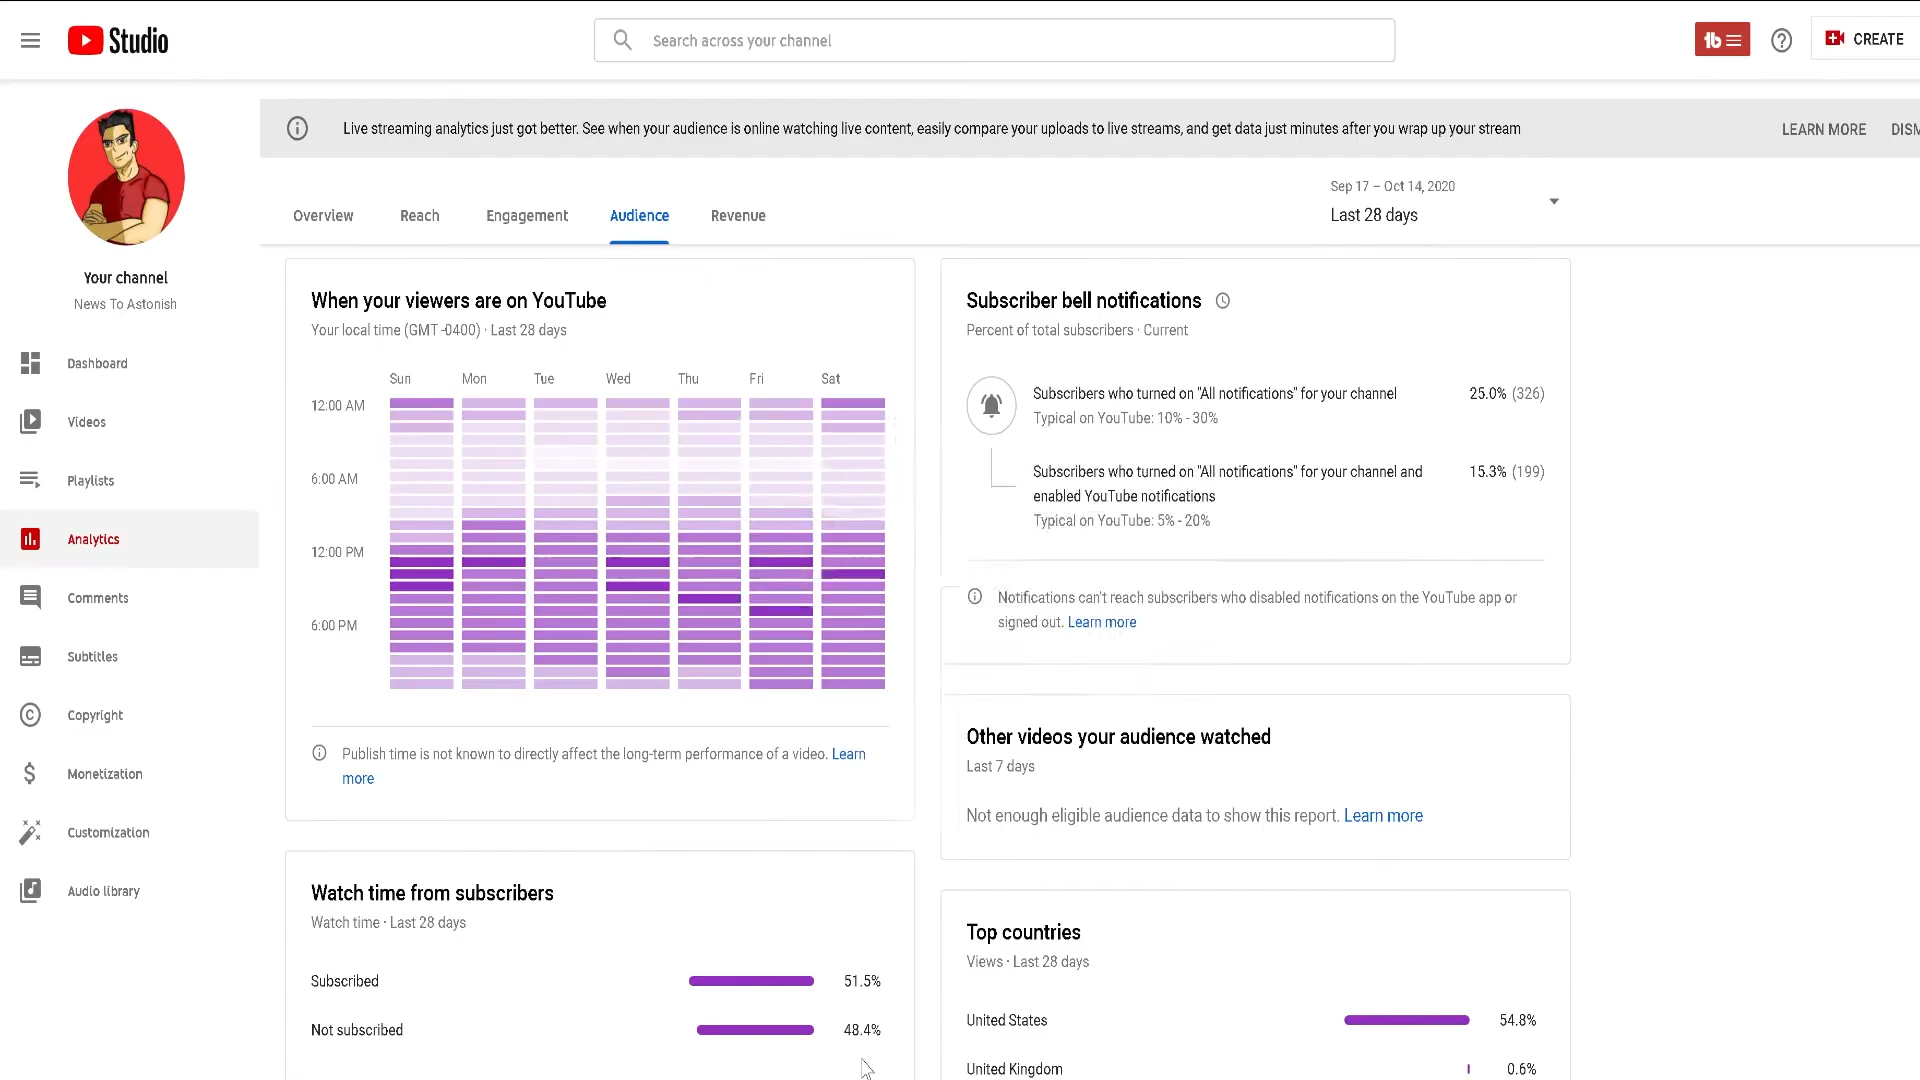 Studio
Search across your channel
CREATE
Live streaming analytics just got better. See when your audience is online watching live content, easily compare your uploads to live streams, and get data just minutes after you wrap up your stream
LEARN MORE
DISM
Your channel
News To Astonish
Dashboard
Videos
Playlists
Analytics
Comments
Subtitles
Copyright
Monetization
Customization
Audio library
Overview
Reach
Engagement
Audience
Revenue
Sep 17 – Oct 14, 2020
Last 28 days
When your viewers are on YouTube
Your local time (GMT-0400) · Last 28 days
Sun Mon Tue Wed Thu Fri Sat
12:00 AM
6:00 AM
12:00 PM
6:00 PM
Publish time is not known to directly affect the long-term performance of a video. Learn
more
Watch time from subscribers
Watch time · Last 28 days
Subscribed 51.5%
Not subscribed 48.4%
Subscriber bell notifications
Percent of total subscribers · Current
Subscribers who turned on "All notifications" for your channel 25.0% (326)
Typical on YouTube: 10% - 30%
Subscribers who turned on "All notifications" for your channel and 15.3% (199)
enabled YouTube notifications
Typical on YouTube: 5% - 20%
Notifications can't reach subscribers who disabled notifications on the YouTube app or
signed out. Learn more
Other videos your audience watched
Last 7 days
Not enough eligible audience data to show this report. Learn more
Top countries
Views · Last 28 days
United States 54.8%
United Kingdom 0.6%